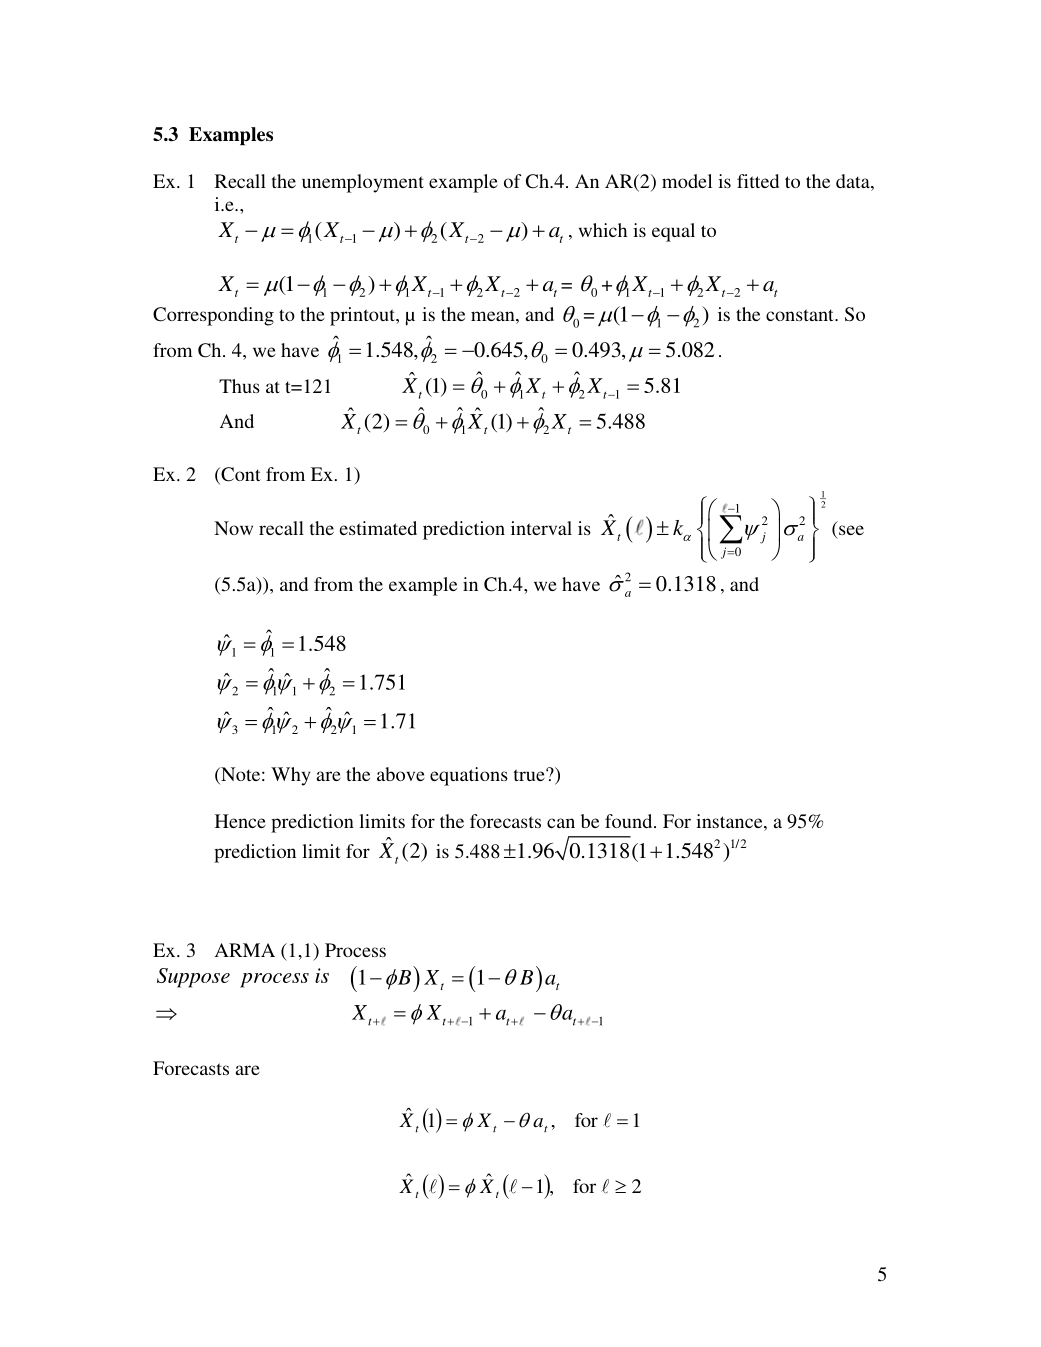 5.3 Examples
Ex. 1 Recall the unemployment example of Ch.4. An AR(2) model is fitted to the data,
i.e.,
X_t − μ = ϕ_1(X_{t−1} − μ) + ϕ_2(X_{t−2} − μ) + a_t , which is equal to
X_t = μ(1 − ϕ_1 − ϕ_2) + ϕ_1X_{t−1} + ϕ_2X_{t−2} + a_t = θ_0 + ϕ_1X_{t−1} + ϕ_2X_{t−2} + a_t
Corresponding to the printout, μ is the mean, and θ_0 = μ(1 − ϕ_1 − ϕ_2) is the constant. So
from Ch. 4, we have ϕ̂_1 = 1.548, ϕ̂_2 = −0.645, θ_0 = 0.493, μ = 5.082 .
Thus at t=121 X̂_t(1) = θ̂_0 + ϕ̂_1X_t + ϕ̂_2X_{t−1} = 5.81
And X̂_t(2) = θ̂_0 + ϕ̂_1X̂_t(1) + ϕ̂_2X_t = 5.488
Ex. 2 (Cont from Ex. 1)
Now recall the estimated prediction interval is X̂_t(ℓ) ± k_α {(∑_{j=0}^{ℓ−1} ψ_j^2) σ_a^2}^{1/2} (see
(5.5a)), and from the example in Ch.4, we have σ̂_a^2 = 0.1318 , and
ψ̂_1 = ϕ̂_1 = 1.548
ψ̂_2 = ϕ̂_1ψ̂_1 + ϕ̂_2 = 1.751
ψ̂_3 = ϕ̂_1ψ̂_2 + ϕ̂_2ψ̂_1 = 1.71
(Note: Why are the above equations true?)
Hence prediction limits for the forecasts can be found. For instance, a 95%
prediction limit for X̂_t(2) is 5.488 ±1.96√0.1318(1 + 1.548^2)^{1/2}
Ex. 3 ARMA (1,1) Process
Suppose process is (1 − ϕB) X_t = (1 − θB) a_t
⇒ X_{t+ℓ} = ϕ X_{t+ℓ−1} + a_{t+ℓ} − θa_{t+ℓ−1}
Forecasts are
X̂_t(1) = ϕ X_t − θ a_t, for ℓ = 1
X̂_t(ℓ) = ϕ X̂_t(ℓ − 1), for ℓ ≥ 2
5